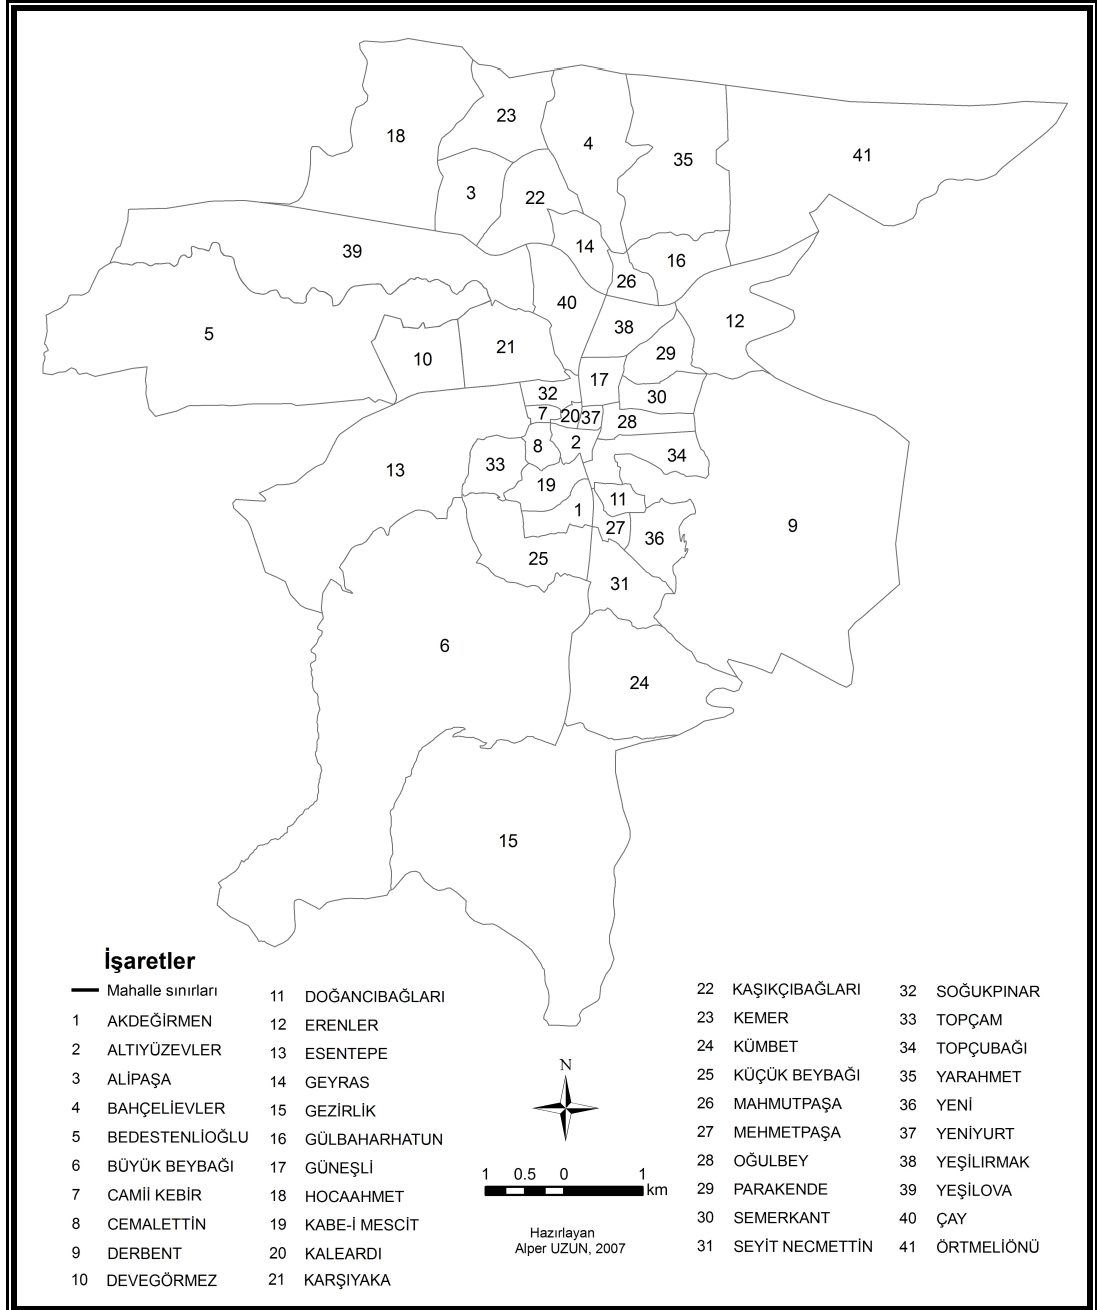 18
23
4
35
41
3
22
14
16
39
26
40
38
12
5
10
21
29
17
32
30
7
20
37
28
8
2
34
33
13
19
11
1
27
9
36
25
31
6
24
15
İşaretler
Mahalle sınırları
1 AKDEĞİRMEN
2 ALTIYÜZEVLER
3 ALİPAŞA
4 BAHÇELİEVLER
5 BEDESTENLİOĞLU
6 BÜYÜK BEYBAĞI
7 CAMİİ KEBİR
8 CEMALETTİN
9 DERBENT
10 DEVEGÖRMEZ
11 DOĞANCIBAĞLARI
12 ERENLER
13 ESENTEPE
14 GEYRAS
15 GEZİRLİK
16 GÜLBAHARHATUN
17 GÜNEŞLİ
18 HOCAAHMET
19 KABE-İ MESCİT
20 KALEARDI
21 KARŞIYAKA
N
1 0.5 0 1
km
Hazırlayan
Alper UZUN, 2007
22 KAŞIKÇIBAĞLARI
23 KEMER
24 KÜMBET
25 KÜÇÜK BEYBAĞI
26 MAHMUTPAŞA
27 MEHMETPAŞA
28 OĞULBEY
29 PARAKENDE
30 SEMERKANT
31 SEYİT NECMETTİN
32 SOĞUKPINAR
33 TOPÇAM
34 TOPÇUBAĞI
35 YARAHMET
36 YENİ
37 YENİYURT
38 YEŞİLIRMAK
39 YEŞİLOVA
40 ÇAY
41 ÖRTMELİÖNÜ